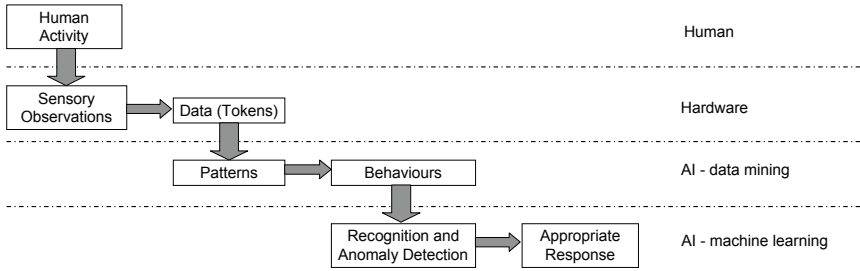 Human
Activity
Human
Sensory
Observations
Data (Tokens)
Hardware
Patterns
Behaviours
AI - data mining
Recognition and
Anomaly Detection
Appropriate
Response
AI - machine learning